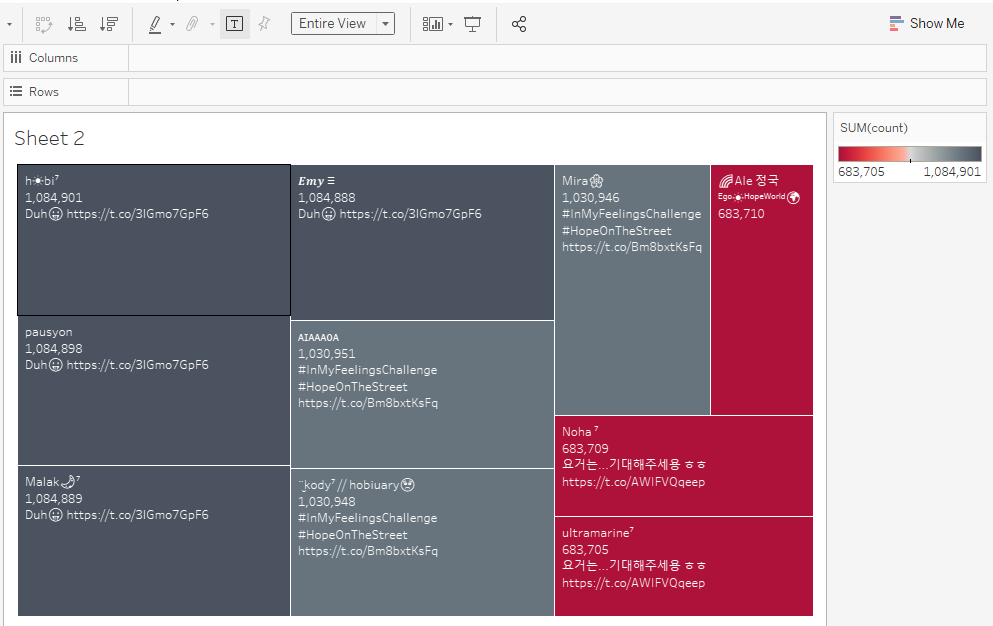 Entire View
Show Me
Columns
Rows
Sheet 2
SUM(count)
683,705 1,084,901
h☀bi⁷
1,084,901
Duh😀 https://t.co/3IGmo7GpF6
pausyon
1,084,898
Duh😀 https://t.co/3IGmo7GpF6
Malak🌙⁷
1,084,889
Duh😀 https://t.co/3IGmo7GpF6
𝑬𝒎𝒚 ☰
1,084,888
Duh😀 https://t.co/3IGmo7GpF6
ᴀɪᴀᴀᴀᴏᴀ
1,030,951
#InMyFeelingsChallenge
#HopeOnTheStreet
https://t.co/Bm8bxtKsFq
kody⁷ // hobiuary
1,030,948
#InMyFeelingsChallenge
#HopeOnTheStreet
https://t.co/Bm8bxtKsFq
Mira🌸
1,030,946
#InMyFeelingsChallenge
#HopeOnTheStreet
https://t.co/Bm8bxtKsFq
🌈Ale 정국
Ego☀HopeWorld🌍
683,710
Noha ⁷
683,709
요거는...기대해주세용 ㅎㅎ
https://t.co/AWIFVQqeep
ultramarine⁷
683,705
요거는...기대해주세용 ㅎㅎ
https://t.co/AWIFVQqeep